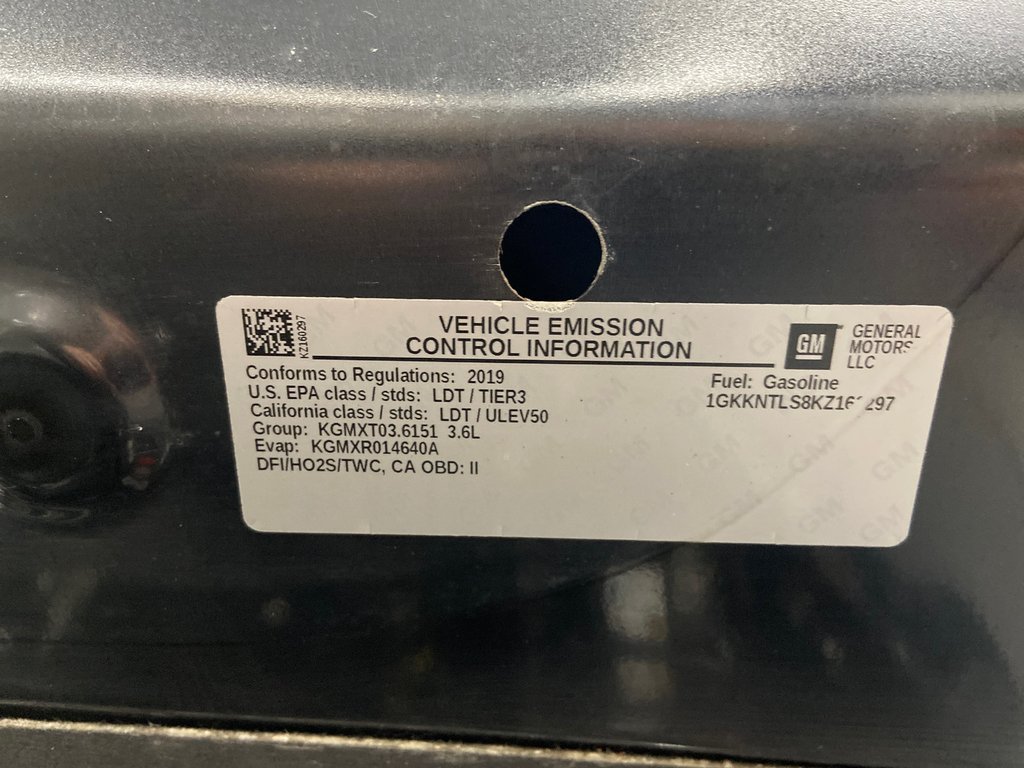 KZ160297
VEHICLE EMISSION
CONTROL INFORMATION
GM
GENERAL
MOTORS
LLC
Conforms to Regulations: 2019
U.S. EPA class / stds: LDT / TIER3
California class / stds: LDT / ULEV50
Group: KGMXT03.6151 3.6L
Evap: KGMXR014640A
DFI/HO2S/TWC, CA OBD: II
Fuel: Gasoline